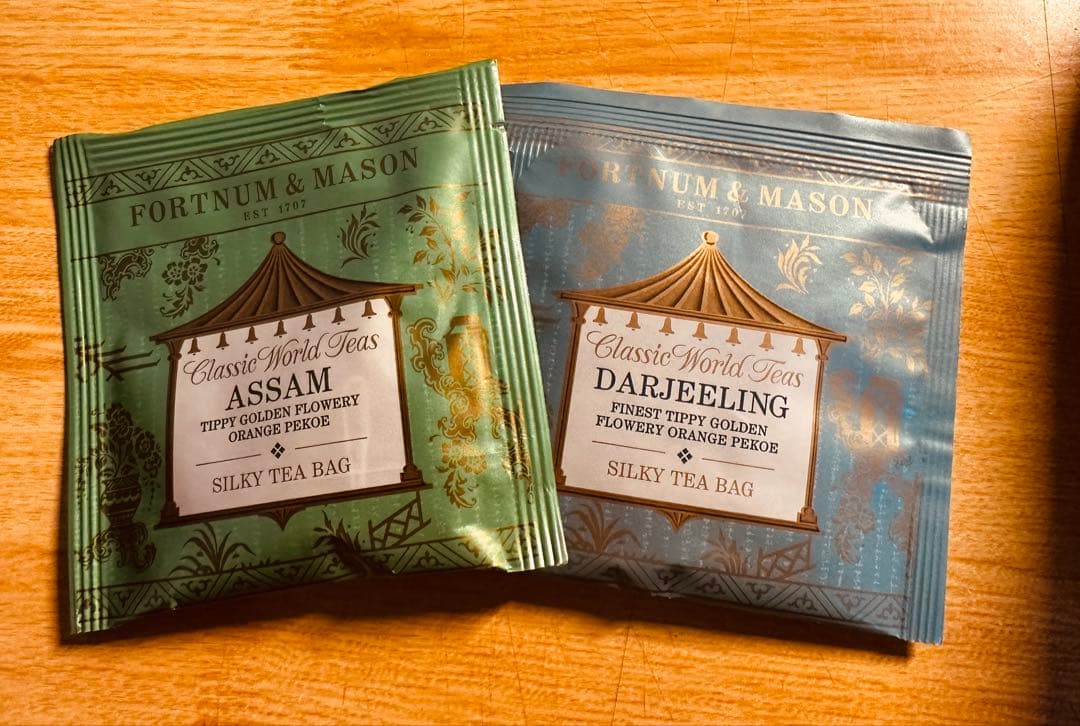 FORTNUM & MASON
EST 1707
Classic World Teas
ASSAM
TIPPY GOLDEN FLOWERY
ORANGE PEKOE
SILKY TEA BAG
FORTNUM & MASON
EST 1707
Classic World Teas
DARJEELING
FINEST TIPPY GOLDEN
FLOWERY ORANGE PEKOE
SILKY TEA BAG